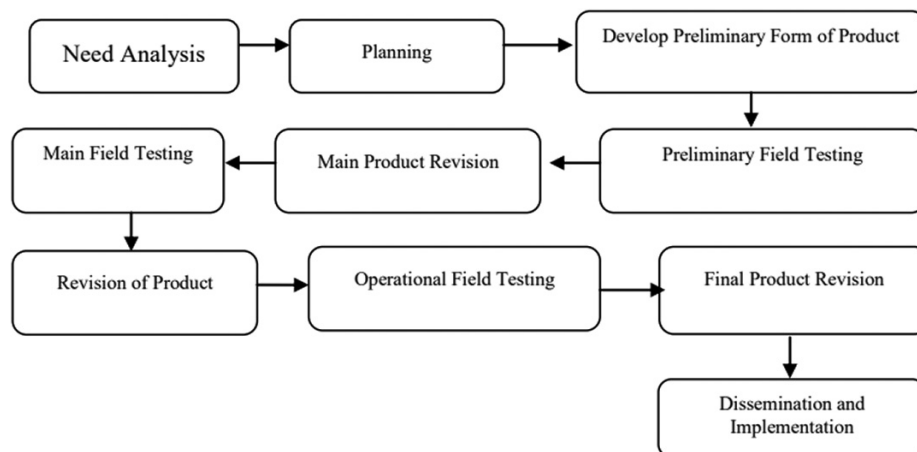 Need Analysis
Planning
Develop Preliminary Form of Product
Preliminary Field Testing
Main Product Revision
Main Field Testing
Revision of Product
Operational Field Testing
Final Product Revision
Dissemination and
Implementation